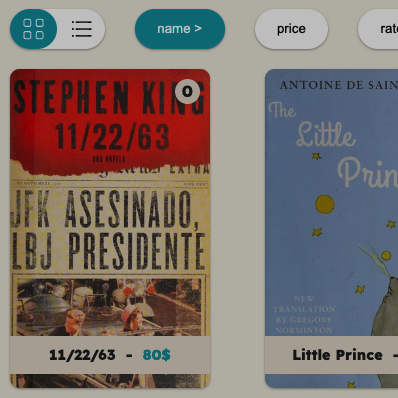 name >
price
rat
0
STEPHEN KING
11/22/63
UNA NOVELA
EXTRA
JFK ASESINADO,
LBJ PRESIDENTE
11/22/63 - 80$
ANTOINE DE SAIN
The
Little
Prin
NEW
TRANSLATION
BY GREGORY
NORMINTON
Little Prince -